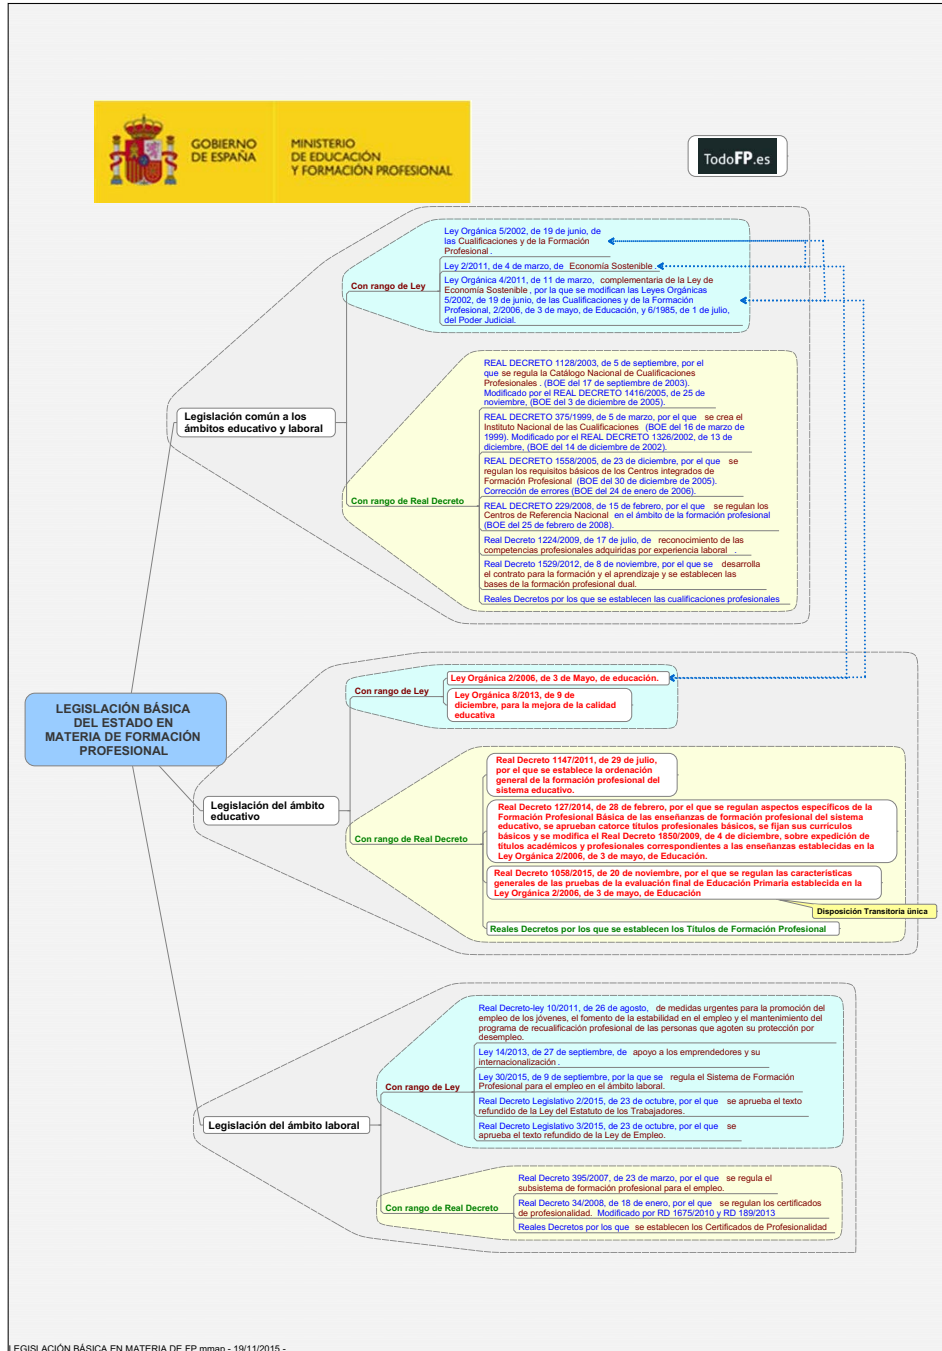 GOBIERNO
DE ESPAÑA
MINISTERIO
DE EDUCACIÓN
Y FORMACIÓN PROFESIONAL
TodoFP.es
Ley Orgánica 5/2002, de 19 de junio, de
las Cualificaciones y de la Formación
Profesional .
Ley 2/2011, de 4 de marzo, de Economía Sostenible .
Con rango de Ley
Ley Orgánica 4/2011, de 11 de marzo, complementaria de la Ley de
Economía Sostenible , por la que se modifican las Leyes Orgánicas
5/2002, de 19 de junio, de las Cualificaciones y de la Formación
Profesional, 2/2006, de 3 de mayo, de Educación, y 6/1985, de 1 de julio,
del Poder Judicial.
Legislación común a los
ámbitos educativo y laboral
REAL DECRETO 1128/2003, de 5 de septiembre, por el
que se regula la Catálogo Nacional de Cualificaciones
Profesionales . (BOE del 17 de septiembre de 2003).
Modificado por el REAL DECRETO 1416/2005, de 25 de
noviembre, (BOE del 3 de diciembre de 2005).
REAL DECRETO 375/1999, de 5 de marzo, por el que se crea el
Instituto Nacional de las Cualificaciones (BOE del 16 de marzo de
1999). Modificado por el REAL DECRETO 1326/2002, de 13 de
diciembre, (BOE del 14 de diciembre de 2002).
REAL DECRETO 1558/2005, de 23 de diciembre, por el que se
regulan los requisitos básicos de los Centros integrados de
Formación Profesional (BOE del 30 de diciembre de 2005).
Corrección de errores (BOE del 24 de enero de 2006).
Con rango de Real Decreto
REAL DECRETO 229/2008, de 15 de febrero, por el que se regulan los
Centros de Referencia Nacional en el ámbito de la formación profesional
(BOE del 25 de febrero de 2008).
Real Decreto 1224/2009, de 17 de julio, de reconocimiento de las
competencias profesionales adquiridas por experiencia laboral .
Real Decreto 1529/2012, de 8 de noviembre, por el que se desarrolla
el contrato para la formación y el aprendizaje y se establecen las
bases de la formación profesional dual.
Reales Decretos por los que se establecen las cualificaciones profesionales
LEGISLACIÓN BÁSICA
DEL ESTADO EN
MATERIA DE FORMACIÓN
PROFESIONAL
Con rango de Ley
Ley Orgánica 2/2006, de 3 de Mayo, de educación.
Ley Orgánica 8/2013, de 9 de
diciembre, para la mejora de la calidad
educativa
Legislación del ámbito
educativo
Con rango de Real Decreto
Real Decreto 1147/2011, de 29 de julio,
por el que se establece la ordenación
general de la formación profesional del
sistema educativo.
Real Decreto 127/2014, de 28 de febrero, por el que se regulan aspectos específicos de la
Formación Profesional Básica de las enseñanzas de formación profesional del sistema
educativo, se aprueban catorce títulos profesionales básicos, se fijan sus currículos
básicos y se modifica el Real Decreto 1850/2009, de 4 de diciembre, sobre expedición de
títulos académicos y profesionales correspondientes a las enseñanzas establecidas en la
Ley Orgánica 2/2006, de 3 de mayo, de Educación.
Real Decreto 1058/2015, de 20 de noviembre, por el que se regulan las características
generales de las pruebas de la evaluación final de Educación Primaria establecida en la
Ley Orgánica 2/2006, de 3 de mayo, de Educación
Disposición Transitoria única
Reales Decretos por los que se establecen los Títulos de Formación Profesional
Real Decreto-ley 10/2011, de 26 de agosto, de medidas urgentes para la promoción del
empleo de los jóvenes, el fomento de la estabilidad en el empleo y el mantenimiento del
programa de recualificación profesional de las personas que agoten su protección por
desempleo.
Ley 14/2013, de 27 de septiembre, de apoyo a los emprendedores y su
internacionalización .
Con rango de Ley
Ley 30/2015, de 9 de septiembre, por la que se regula el Sistema de Formación
Profesional para el empleo en el ámbito laboral.
Real Decreto Legislativo 2/2015, de 23 de octubre, por el que se aprueba el texto
refundido de la Ley del Estatuto de los Trabajadores.
Real Decreto Legislativo 3/2015, de 23 de octubre, por el que se
aprueba el texto refundido de la Ley de Empleo.
Legislación del ámbito laboral
Con rango de Real Decreto
Real Decreto 395/2007, de 23 de marzo, por el que se regula el
subsistema de formación profesional para el empleo.
Real Decreto 34/2008, de 18 de enero, por el que se regulan los certificados
de profesionalidad. Modificado por RD 1675/2010 y RD 189/2013
Reales Decretos por los que se establecen los Certificados de Profesionalidad
LEGISLACIÓN BÁSICA EN MATERIA DE FP.mmap - 19/11/2015 -